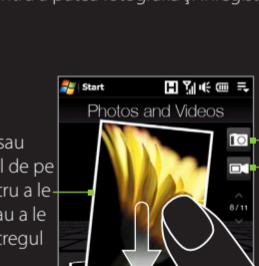 Start
Photos and Videos
sau
l de pe
tru a le
au a le
tregul
8/11